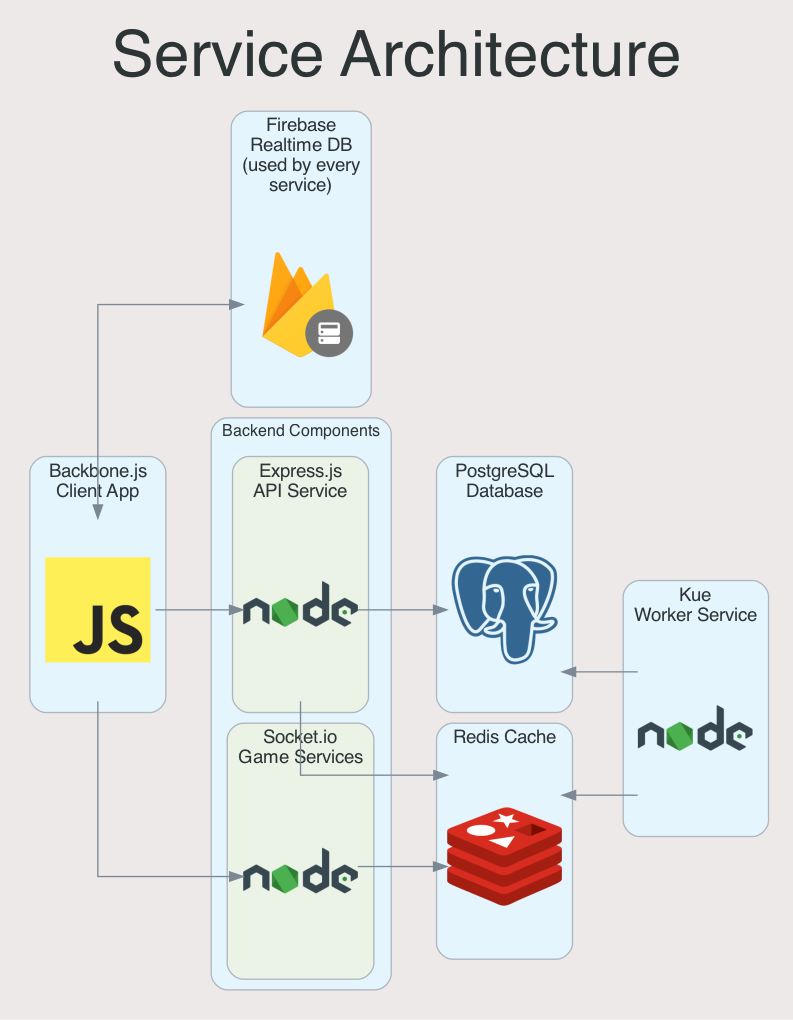 Service Architecture
Firebase
Realtime DB
(used by every
service)
Backend Components
Backbone.js
Client App
JS
Express.js
API Service
node
PostgreSQL
Database
Kue
Worker Service
node
Socket.io
Game Services
node
Redis Cache